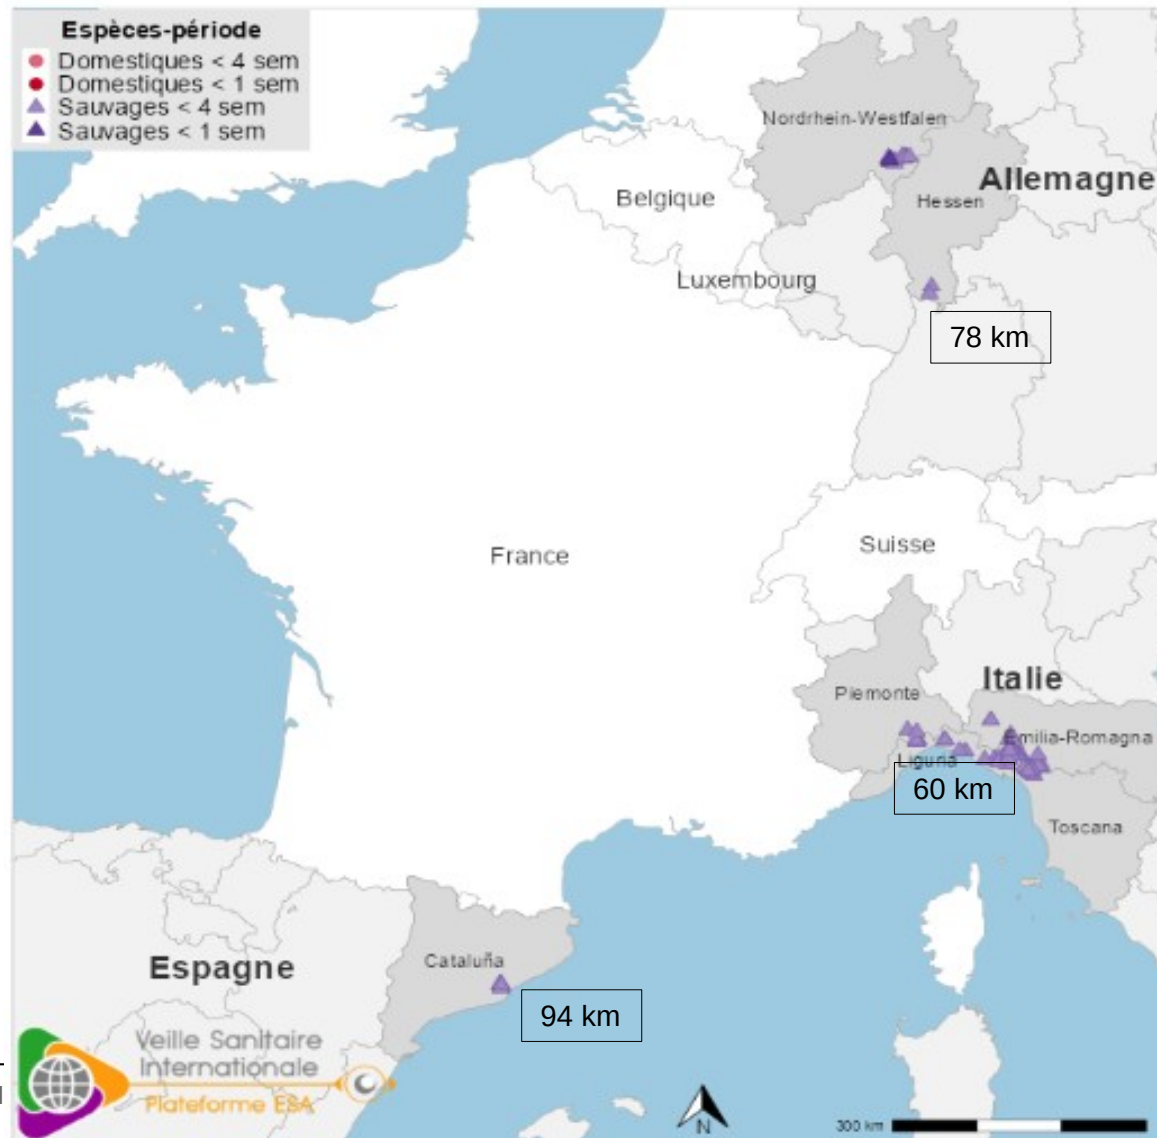 Espèces-période
Domestiques < 4 sem
Domestiques < 1 sem
Sauvages < 4 sem
Sauvages < 1 sem
Nordrhein-Westfalen
Allemagne
Hessen
Belgique
Luxembourg
78 km
Suisse
France
Italie
Piemonte
Emilia-Romagna
Liguria
60 km
Toscana
Cataluña
Espagne
94 km
Veille Sanitaire
Internationale
Plateforme ESA
N
300 km